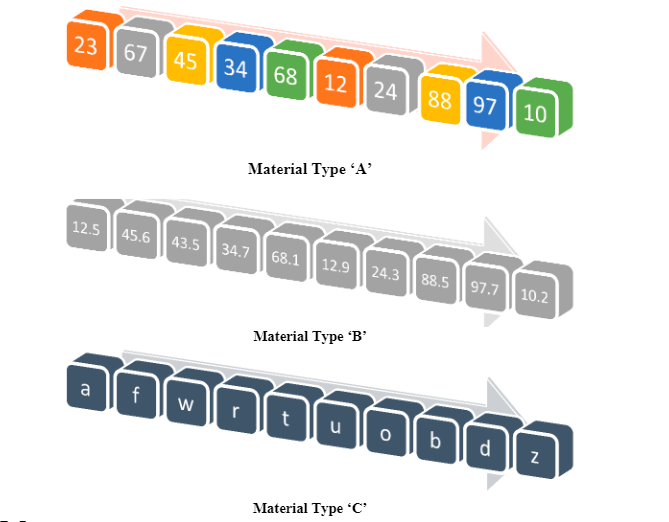 23 67 45 34 68 12 24 88 97 10
Material Type ‘A’
12.5 45.6 43.5 34.7 68.1 12.9 24.3 88.5 97.7 10.2
Material Type ‘B’
a f w r t u o b d z
Material Type ‘C’